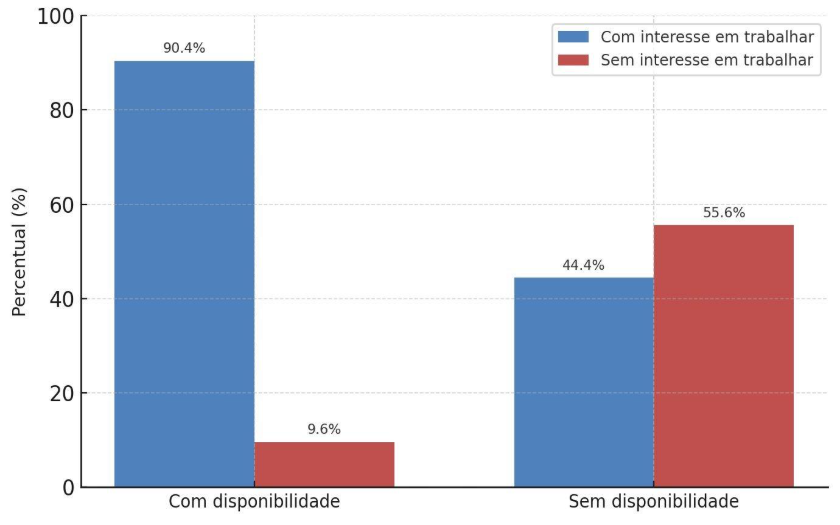 100
90.4%
Com interesse em trabalhar
Sem interesse em trabalhar
80
Percentual (%)
60
55.6%
44.4%
40
20
9.6%
0
Com disponibilidade
Sem disponibilidade